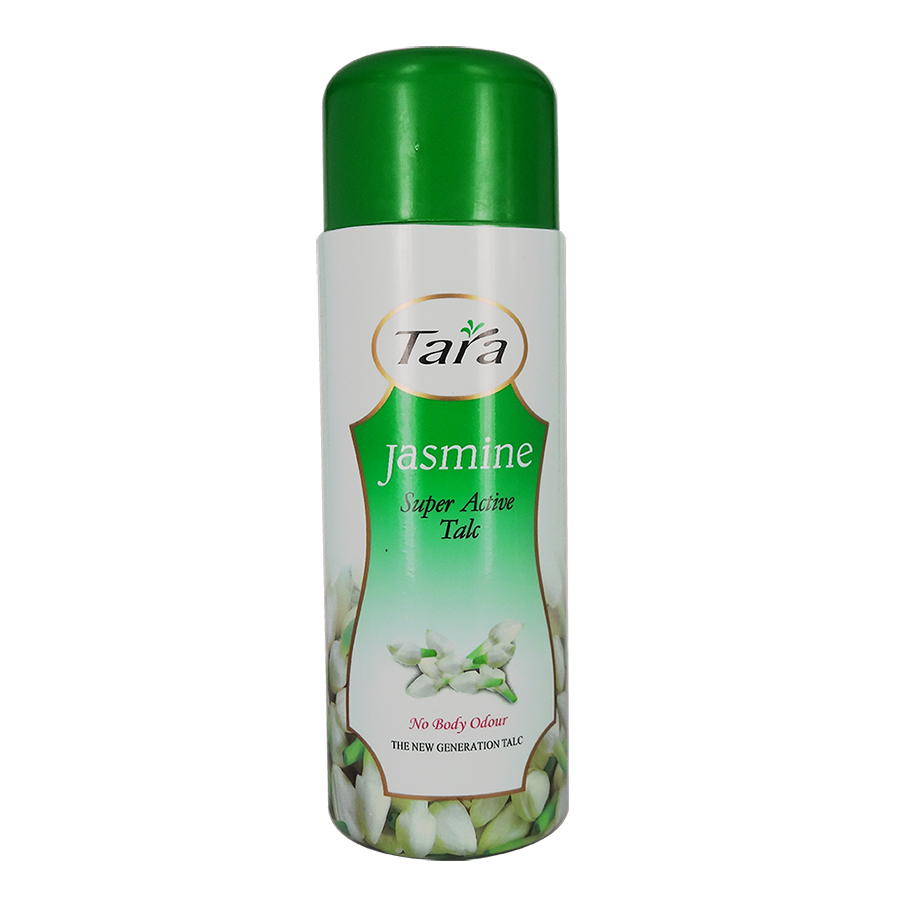 Tara
Jasmine
Super Active
Talc
No Body Odour
THE NEW GENERATION TALC